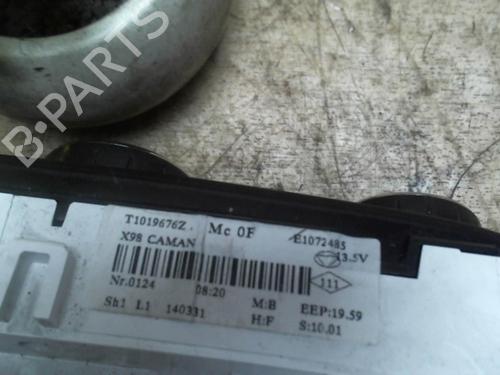 B-PARTS
T1019676Z
Mc 0F
E1072485
X98 CAMAN
13.5V
111
Nr.0124
08:20
M:B
EEP:19.59
Sh1 L1
140331
H:F
S:10.01